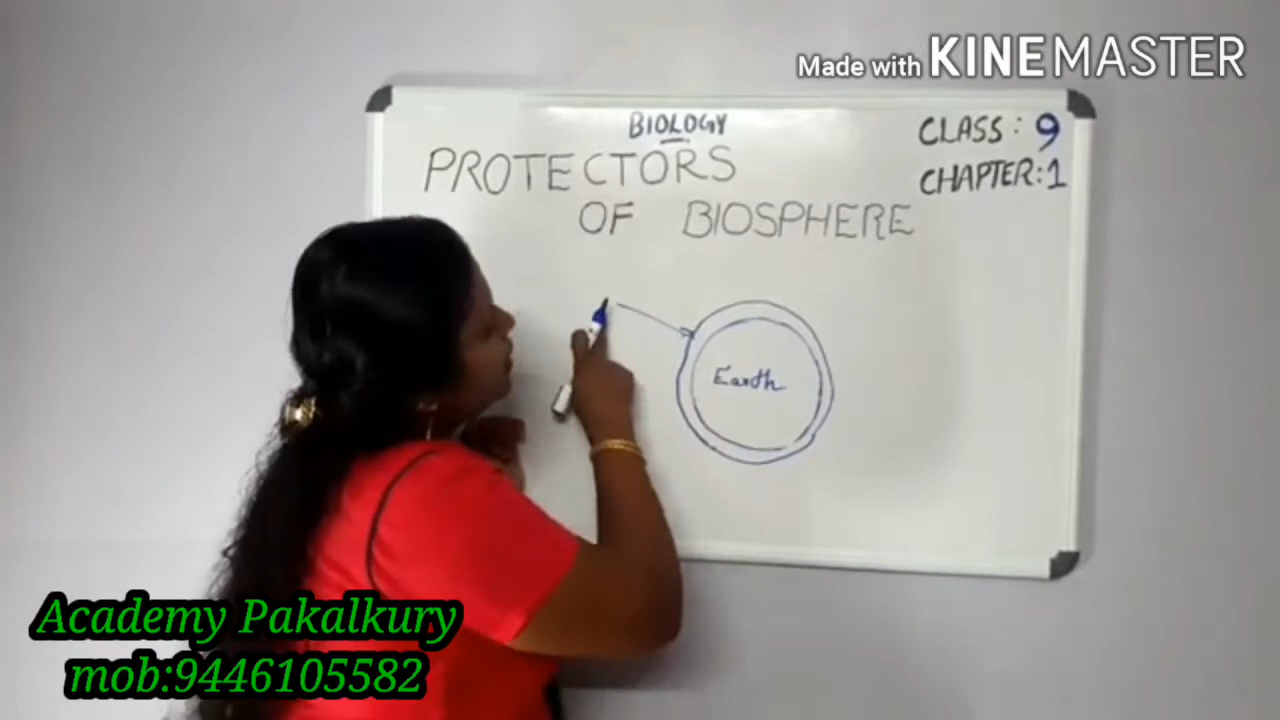 Made with KINEMASTER
BIOLOGY
CLASS: 9
PROTECTORS
CHAPTER:1
OF BIOSPHERE
Earth
Academy Pakalkury
mob:9446105582